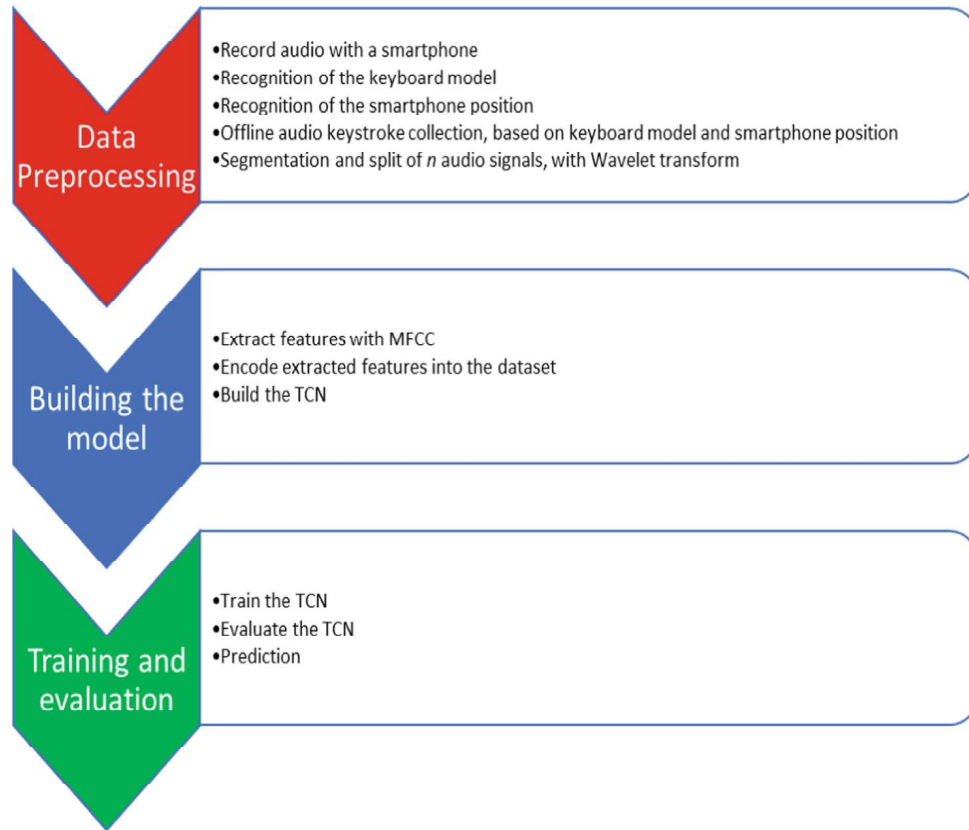 Data
Preprocessing
•Record audio with a smartphone
•Recognition of the keyboard model
•Recognition of the smartphone position
•Offline audio keystroke collection, based on keyboard model and smartphone position
•Segmentation and split of n audio signals, with Wavelet transform
Building the
model
•Extract features with MFCC
•Encode extracted features into the dataset
•Build the TCN
Training and
evaluation
•Train the TCN
•Evaluate the TCN
•Prediction